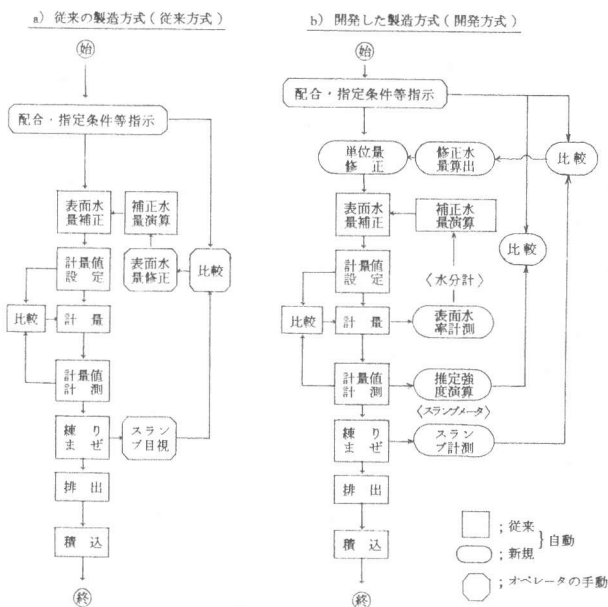 a) 従来の製造方式(従来方式)
始
配合・指定条件等指示
表面水
量補正
補正水
量演算
計量値
設定
表面水
量修正
比較
比較
計量
計量値
計測
練り
まぜ
スラン
プ目視
排出
積込
終
b) 開発した製造方式(開発方式)
始
配合・指定条件等指示
単位量
修正
修正水
量算出
比較
表面水
量補正
補正水
量演算
比較
計量値
設定
〈水分計〉
比較
計量
表面水
率計測
計量値
計測
推定強
度演算
〈スランプメータ〉
練り
まぜ
スラン
プ計測
排出
積込
終
;従来
;新規
}自動
;オペレータの手動